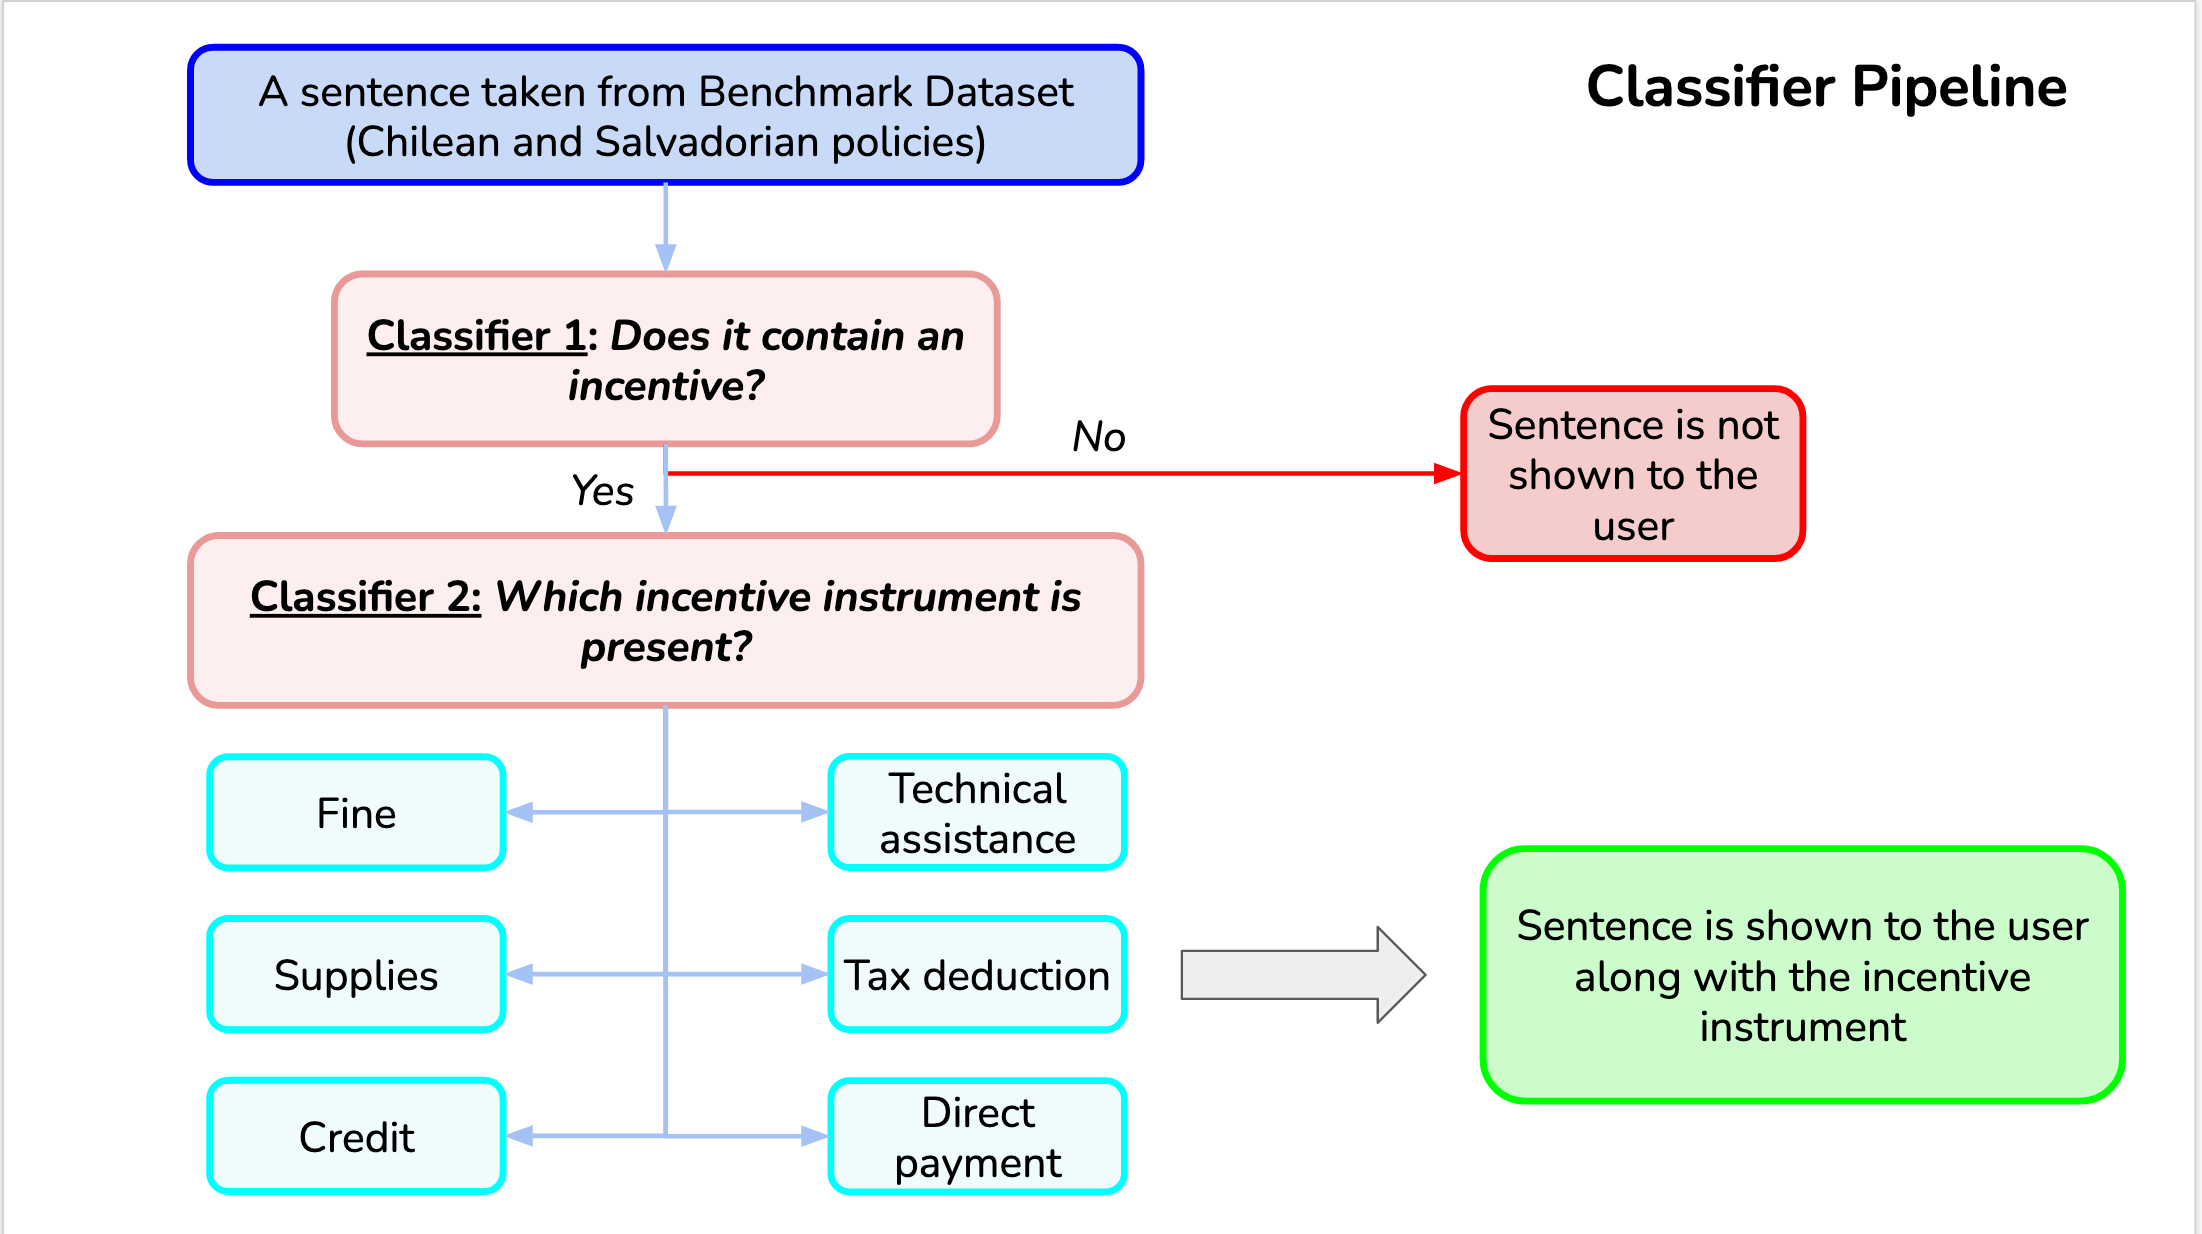 Classifier Pipeline
A sentence taken from Benchmark Dataset
(Chilean and Salvadorian policies)
Classifier 1: Does it contain an
incentive?
No
Sentence is not
shown to the
user
Yes
Classifier 2: Which incentive instrument is
present?
Fine
Technical
assistance
Supplies
Tax deduction
Credit
Direct
payment
Sentence is shown to the user
along with the incentive
instrument